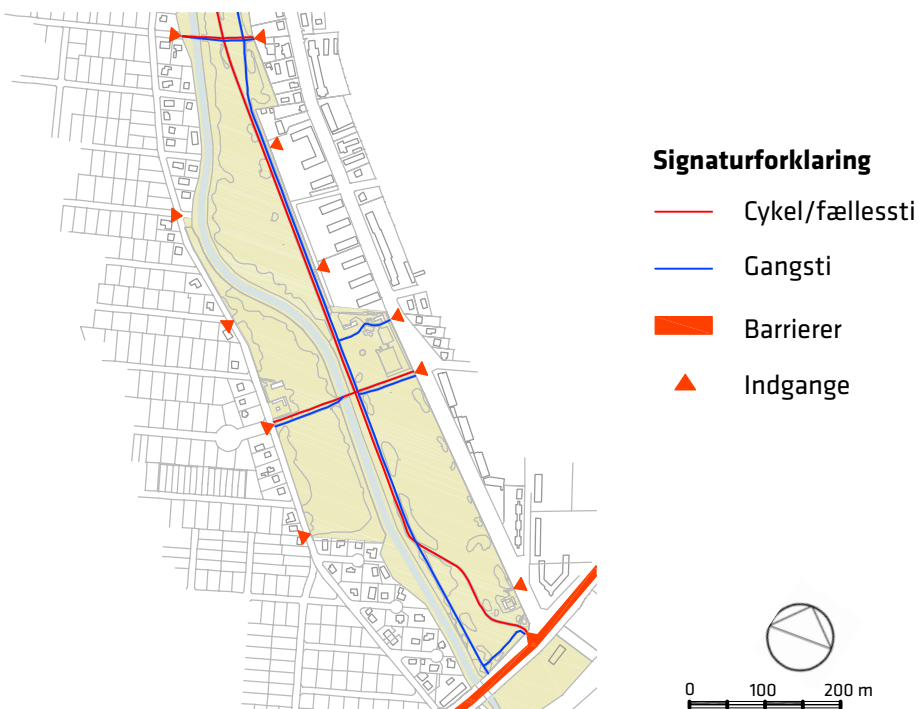 Signaturforklaring
Cykel/fællessti
Gangsti
Barrierer
Indgange
0 100 200 m